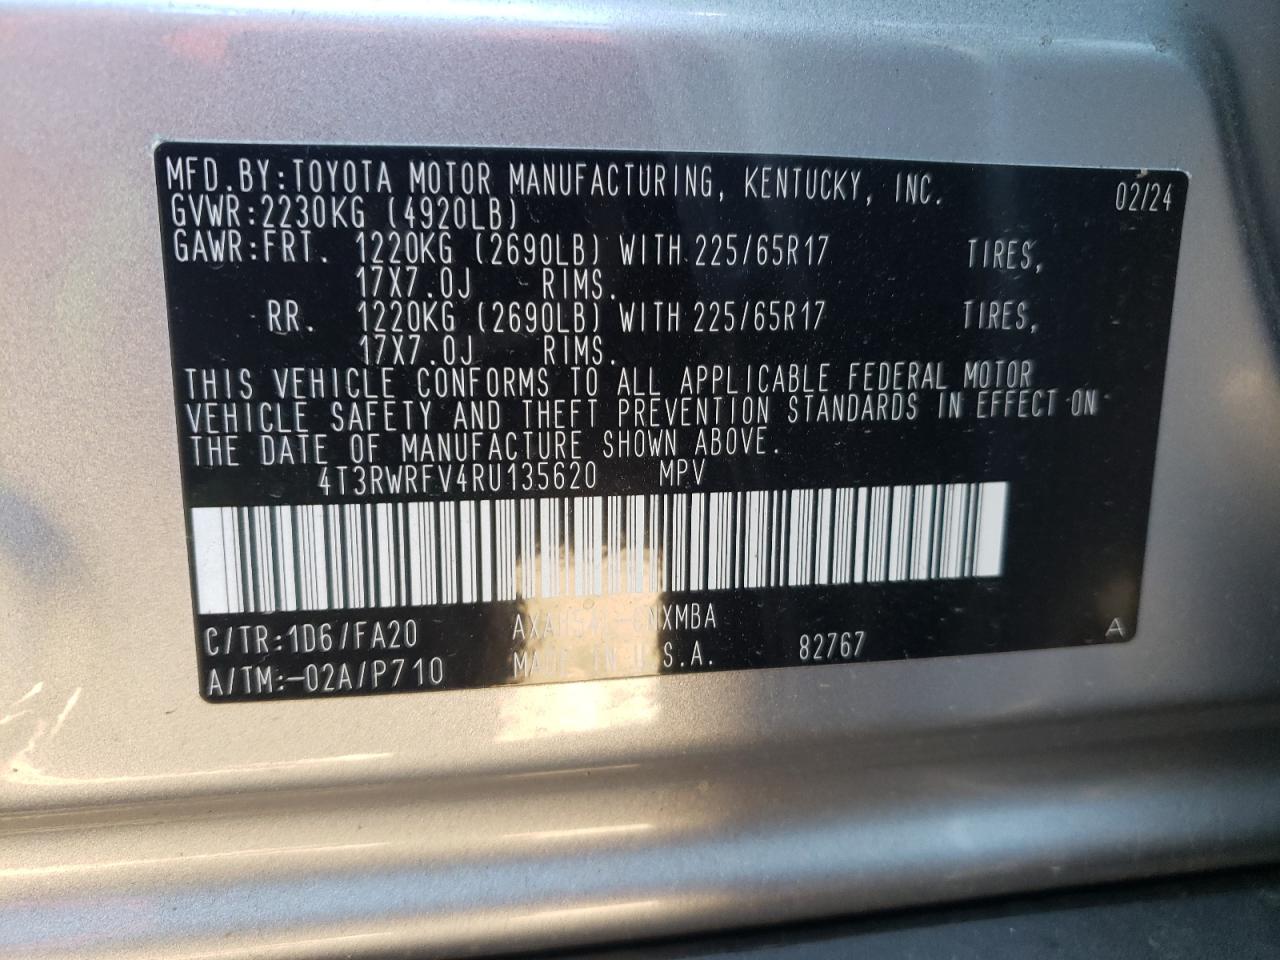 MFD.BY:TOYOTA MOTOR MANUFACTURING, KENTUCKY, INC. 02/24
GVWR:2230KG (4920LB)
GAWR:FRT. 1220KG (2690LB) WITH 225/65R17 TIRES,
17X7.0J RIMS.
RR. 1220KG (2690LB) WITH 225/65R17 TIRES,
17X7.0J RIMS.
THIS VEHICLE CONFORMS TO ALL APPLICABLE FEDERAL MOTOR
VEHICLE SAFETY AND THEFT PREVENTION STANDARDS IN EFFECT ON
THE DATE OF MANUFACTURE SHOWN ABOVE.
4T3RWRFV4RU135620 MPV
C/TR:1D6/FA20
A/TM:-02A/P710 MADE IN U.S.A. 82767 A